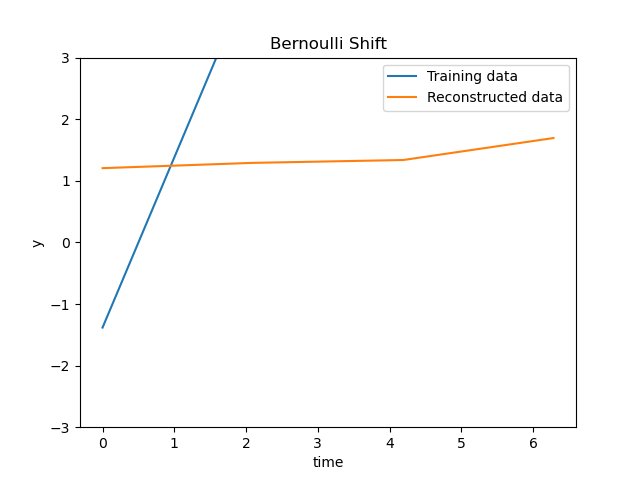 Bernoulli Shift
Training data
Reconstructed data
3
2
1
0
−1
−2
−3
y
0 1 2 3 4 5 6
time